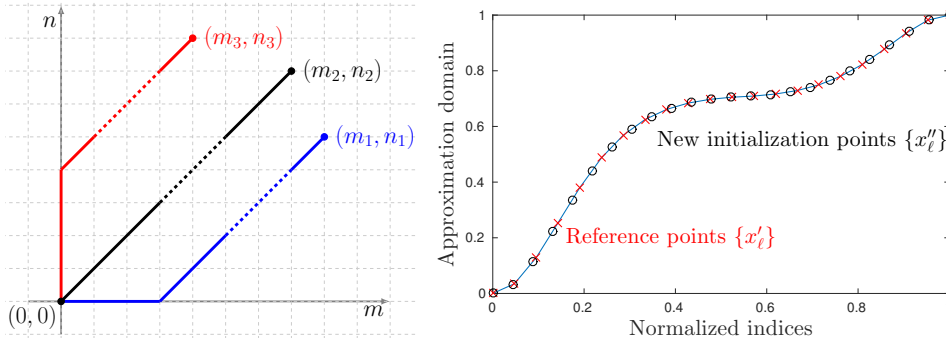 n
(m₃, n₃)
(m₂, n₂)
(m₁, n₁)
(0, 0)
m
Approximation domain
1
0.8
0.6
0.4
0.2
0
New initialization points {x″_ℓ}
Reference points {x′_ℓ}
0 0.2 0.4 0.6 0.8
Normalized indices